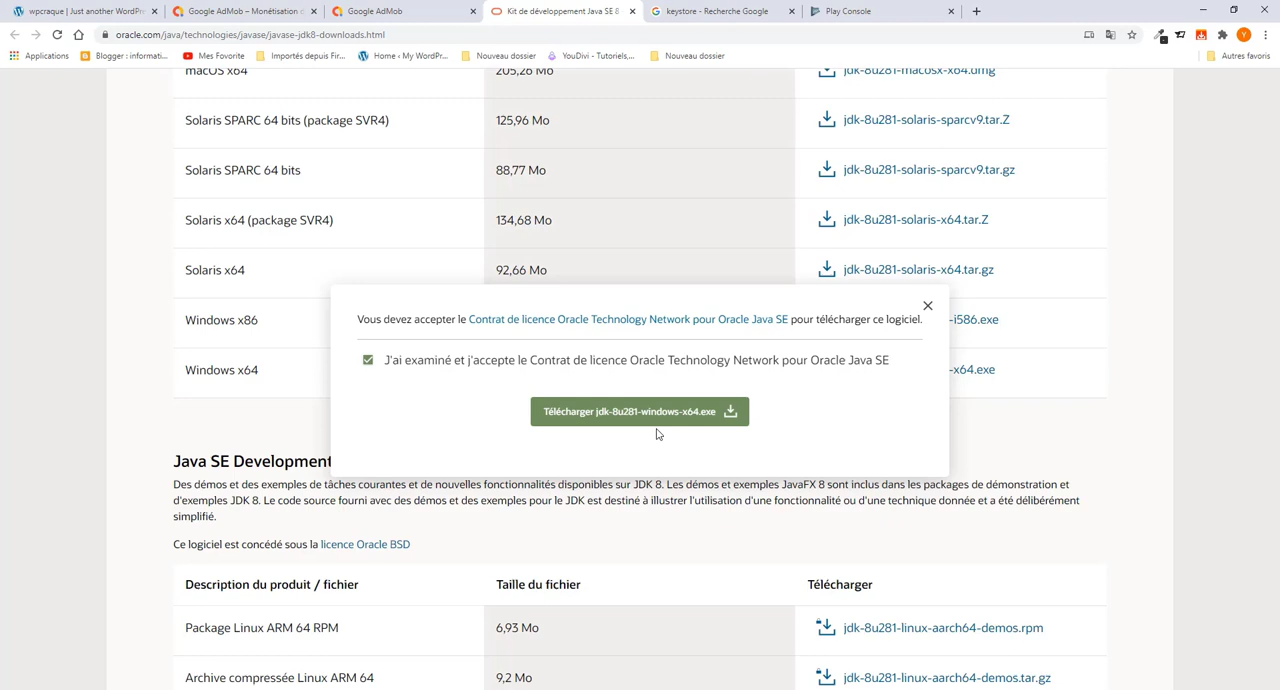 wpcraque | Just another WordPr
Google AdMob – Monétisation d
Google AdMob
Kit de développement Java SE 8
keystore - Recherche Google
Play Console
oracle.com/java/technologies/javase/javase-jdk8-downloads.html
Y
Applications
Blogger : informati...
Mes Favorite
Importés depuis Fir...
Home ‹ My WordPr...
Nouveau dossier
YouDivi - Tutoriels,...
Nouveau dossier
Autres favoris
macOS x64
205,26 Mo
jdk-8u281-macosx-x64.dmg
Solaris SPARC 64 bits (package SVR4)
125,96 Mo
jdk-8u281-solaris-sparcv9.tar.Z
Solaris SPARC 64 bits
88,77 Mo
jdk-8u281-solaris-sparcv9.tar.gz
Solaris x64 (package SVR4)
134,68 Mo
jdk-8u281-solaris-x64.tar.Z
Solaris x64
92,66 Mo
jdk-8u281-solaris-x64.tar.gz
Windows x86
-i586.exe
Windows x64
-x64.exe
Vous devez accepter le Contrat de licence Oracle Technology Network pour Oracle Java SE pour télécharger ce logiciel.
J'ai examiné et j'accepte le Contrat de licence Oracle Technology Network pour Oracle Java SE
Télécharger jdk-8u281-windows-x64.exe
Java SE Development
Des démos et des exemples de tâches courantes et de nouvelles fonctionnalités disponibles sur JDK 8. Les démos et exemples JavaFX 8 sont inclus dans les packages de démonstration et
d'exemples JDK 8. Le code source fourni avec des démos et des exemples pour le JDK est destiné à illustrer l'utilisation d'une fonctionnalité ou d'une technique donnée et a été délibérément
simplifié.
Ce logiciel est concédé sous la licence Oracle BSD
Description du produit / fichier
Taille du fichier
Télécharger
Package Linux ARM 64 RPM
6,93 Mo
jdk-8u281-linux-aarch64-demos.rpm
Archive compressée Linux ARM 64
9,2 Mo
jdk-8u281-linux-aarch64-demos.tar.gz